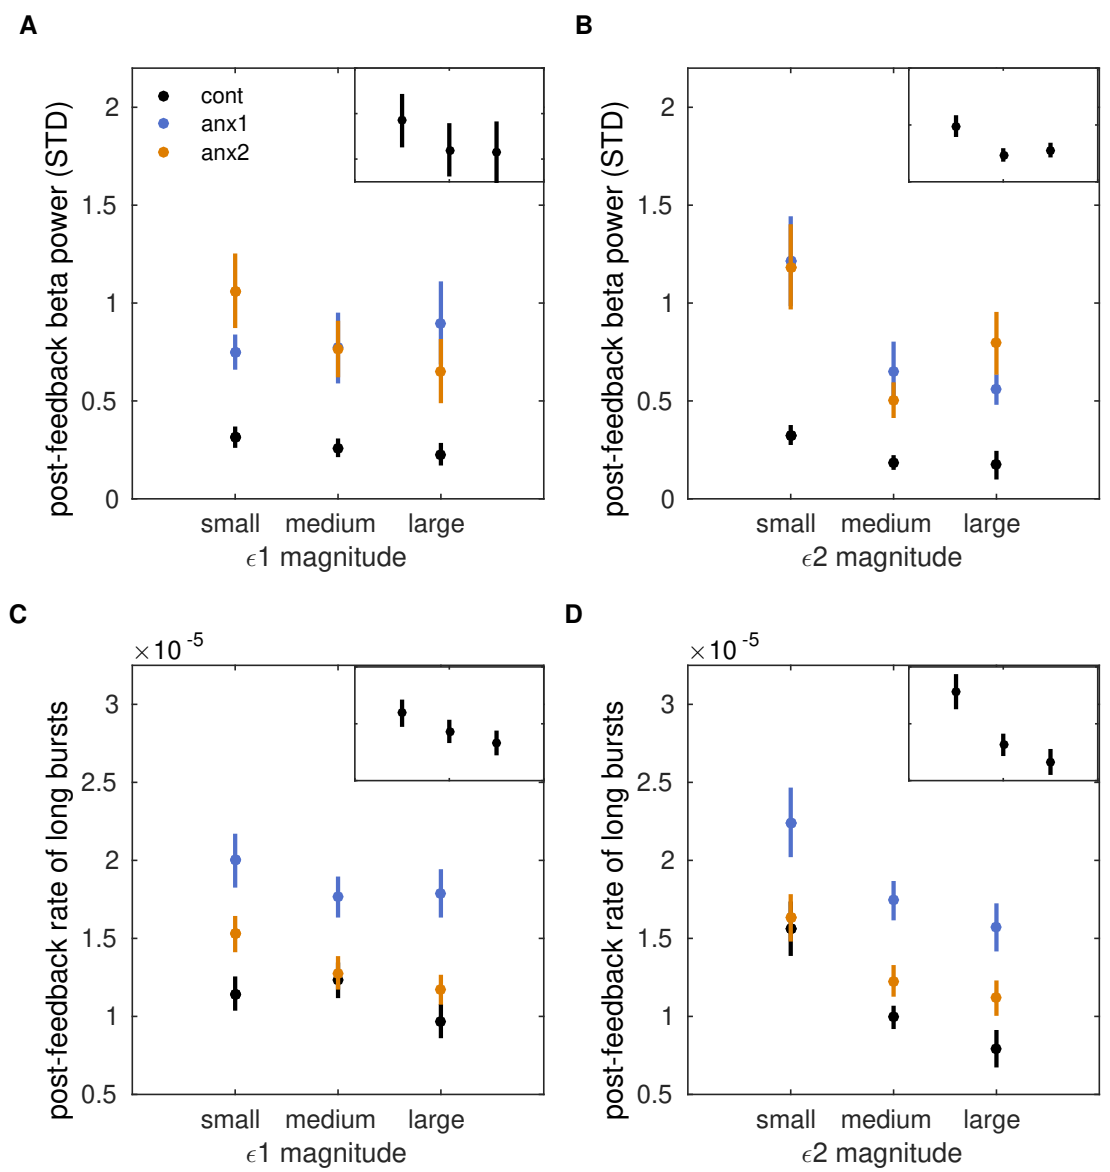 A
post-feedback beta power (STD)
2
1.5
1
0.5
0
cont
anx1
anx2
small medium large
ϵ1 magnitude
B
post-feedback beta power (STD)
2
1.5
1
0.5
0
small medium large
ϵ2 magnitude
C
×10 -5
post-feedback rate of long bursts
3
2.5
2
1.5
1
0.5
small medium large
ϵ1 magnitude
D
×10 -5
post-feedback rate of long bursts
3
2.5
2
1.5
1
0.5
small medium large
ϵ2 magnitude